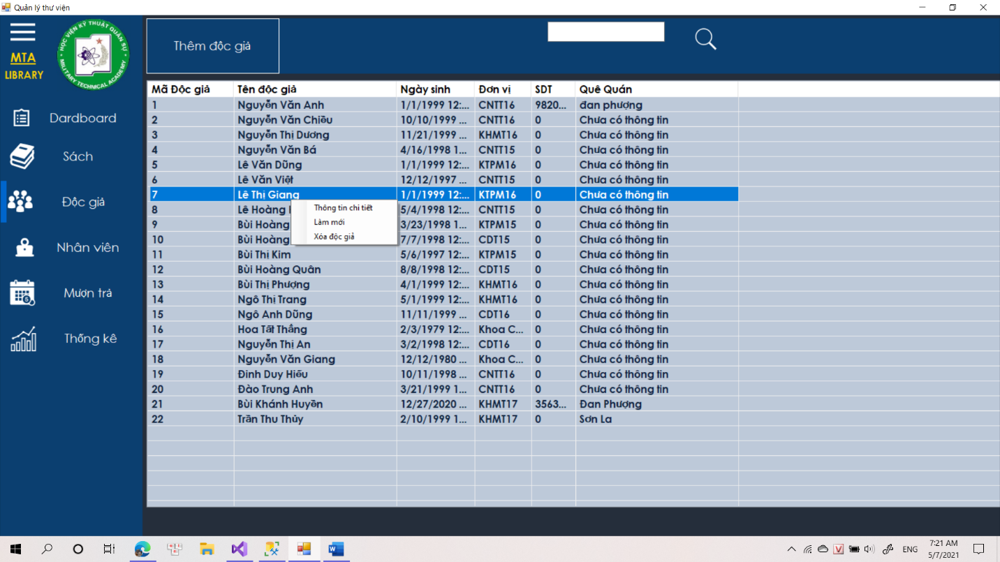 Quản lý thư viện
HỌC VIỆN KỸ THUẬT QUÂN SỰ
MILITARY TECHNICAL ACADEMY
MTA
LIBRARY
Thêm độc giả
Dardboard
Sách
Độc giả
Nhân viên
Mượn trả
Thống kê
Mã Độc giả Tên độc giả Ngày sinh Đơn vị SDT Quê Quán
1 Nguyễn Văn Anh 1/1/1999 12:... CNTT16 9820... đan phượng
2 Nguyễn Văn Chiều 10/10/1999 ... CNTT16 0 Chưa có thông tin
3 Nguyễn Thị Dương 11/21/1999 ... KHMT16 0 Chưa có thông tin
4 Nguyễn Văn Bá 4/16/1998 1... CNTT15 0 Chưa có thông tin
5 Lê Văn Dũng 1/1/1999 12:... KTPM16 0 Chưa có thông tin
6 Lê Văn Việt 12/12/1997 ... CNTT15 0 Chưa có thông tin
7 Lê Thị Giang 1/1/1999 12:... KTPM16 0 Chưa có thông tin
8 Lê Hoàng 5/4/1998 12:... CNTT15 0 Chưa có thông tin
9 Bùi Hoàng 3/23/1998 1... KTPM15 0 Chưa có thông tin
10 Bùi Hoàng 7/7/1998 12:... CDT15 0 Chưa có thông tin
11 Bùi Thị Kim 5/6/1997 12:... KTPM15 0 Chưa có thông tin
12 Bùi Hoàng Quân 8/8/1998 12:... CDT15 0 Chưa có thông tin
13 Bùi Thị Phượng 4/1/1999 12:... KHMT16 0 Chưa có thông tin
14 Ngô Thị Trang 5/1/1999 12:... KHMT16 0 Chưa có thông tin
15 Ngô Anh Dũng 11/11/1999 ... CDT16 0 Chưa có thông tin
16 Hoa Tất Thắng 2/3/1979 12:... Khoa C... 0 Chưa có thông tin
17 Nguyễn Thị An 3/2/1998 12:... CDT16 0 Chưa có thông tin
18 Nguyễn Văn Giang 12/12/1980 ... Khoa C... 0 Chưa có thông tin
19 Đinh Duy Hiếu 10/11/1998 ... CNTT16 0 Chưa có thông tin
20 Đào Trung Anh 3/21/1999 1... CNTT16 0 Chưa có thông tin
21 Bùi Khánh Huyền 12/27/2020 ... KHMT17 3563... Đan Phượng
22 Trần Thu Thủy 2/10/1999 1... KHMT17 0 Sơn La
Thông tin chi tiết
Làm mới
Xóa độc giả
ENG
7:21 AM
5/7/2021